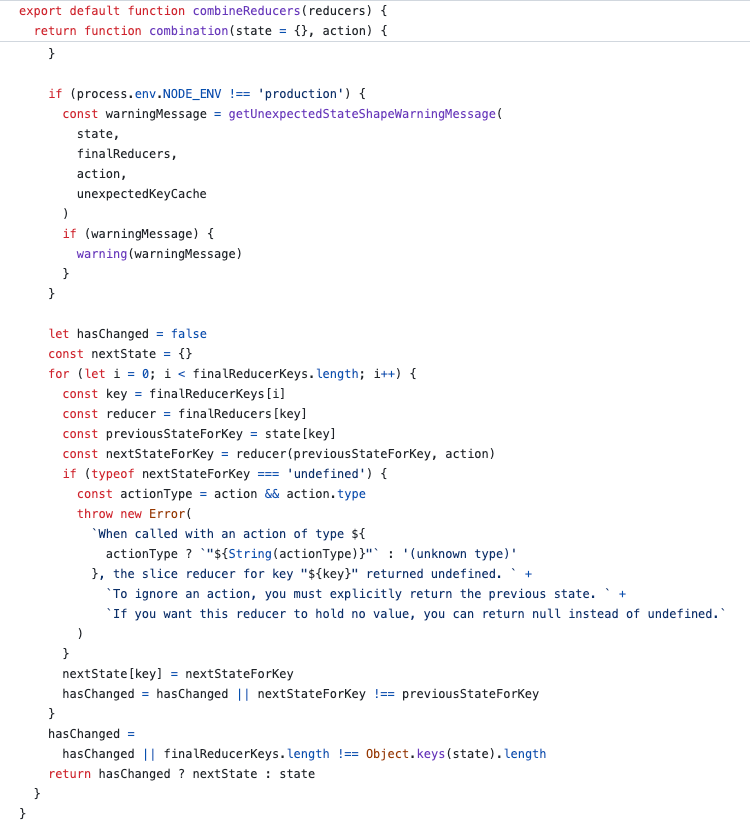 export default function combineReducers(reducers) {
return function combination(state = {}, action) {
}
if (process.env.NODE_ENV !== 'production') {
const warningMessage = getUnexpectedStateShapeWarningMessage(
state,
finalReducers,
action,
unexpectedKeyCache
)
if (warningMessage) {
warning(warningMessage)
}
}
let hasChanged = false
const nextState = {}
for (let i = 0; i < finalReducerKeys.length; i++) {
const key = finalReducerKeys[i]
const reducer = finalReducers[key]
const previousStateForKey = state[key]
const nextStateForKey = reducer(previousStateForKey, action)
if (typeof nextStateForKey === 'undefined') {
const actionType = action && action.type
throw new Error(
`When called with an action of type ${
actionType ? `"${String(actionType)}"` : '(unknown type)'
}, the slice reducer for key "${key}" returned undefined. ` +
`To ignore an action, you must explicitly return the previous state. ` +
`If you want this reducer to hold no value, you can return null instead of undefined.`
)
}
nextState[key] = nextStateForKey
hasChanged = hasChanged || nextStateForKey !== previousStateForKey
}
hasChanged =
hasChanged || finalReducerKeys.length !== Object.keys(state).length
return hasChanged ? nextState : state
}
}